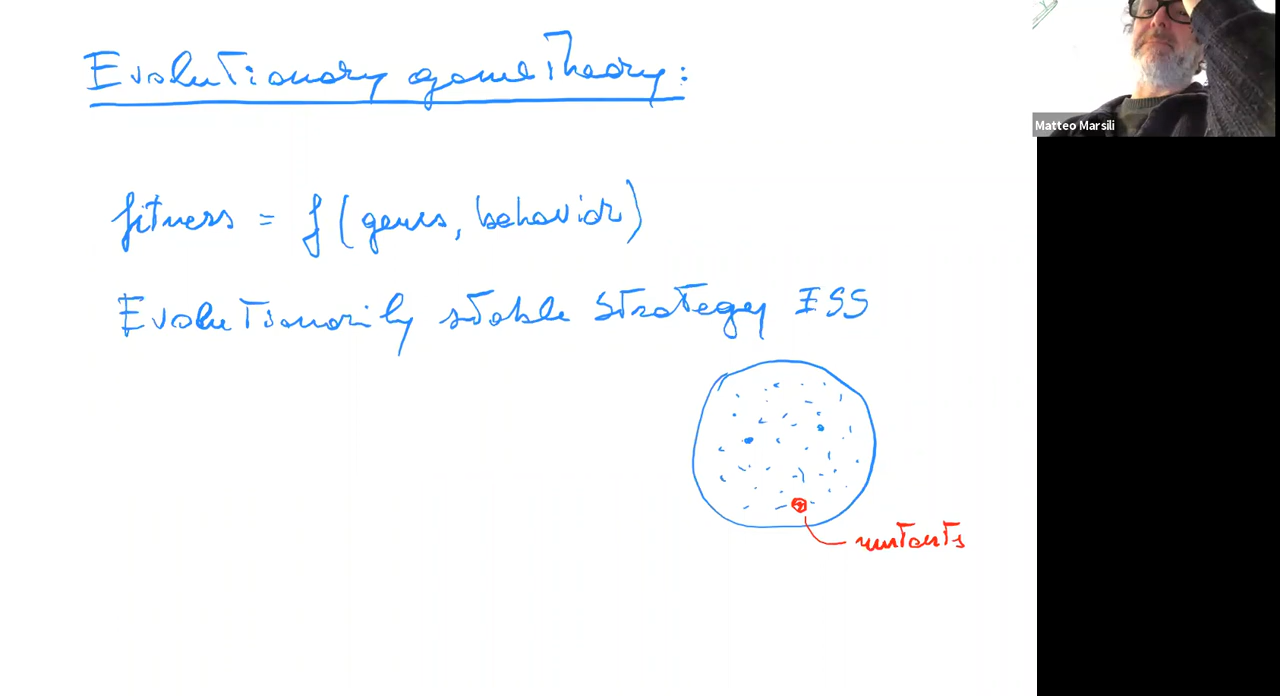 Evolutionary game Theory:
Matteo Marsili
fitness = f(genes, behavior)
Evolutionarily stable strategy ESS
mutants